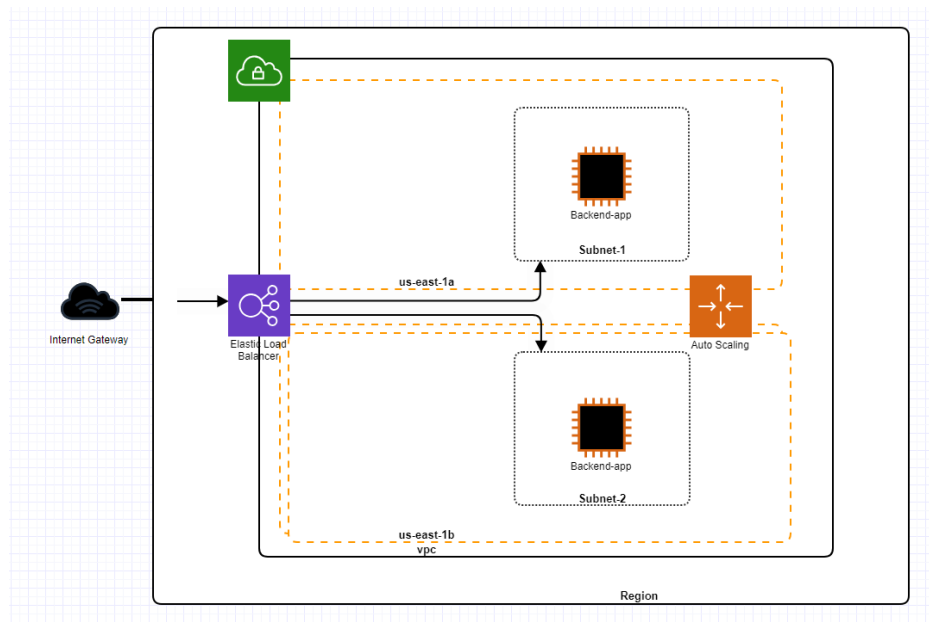 Backend-app
Subnet-1
us-east-1a
Internet Gateway
Elastic Load
Balancer
Auto Scaling
Backend-app
Subnet-2
us-east-1b
vpc
Region